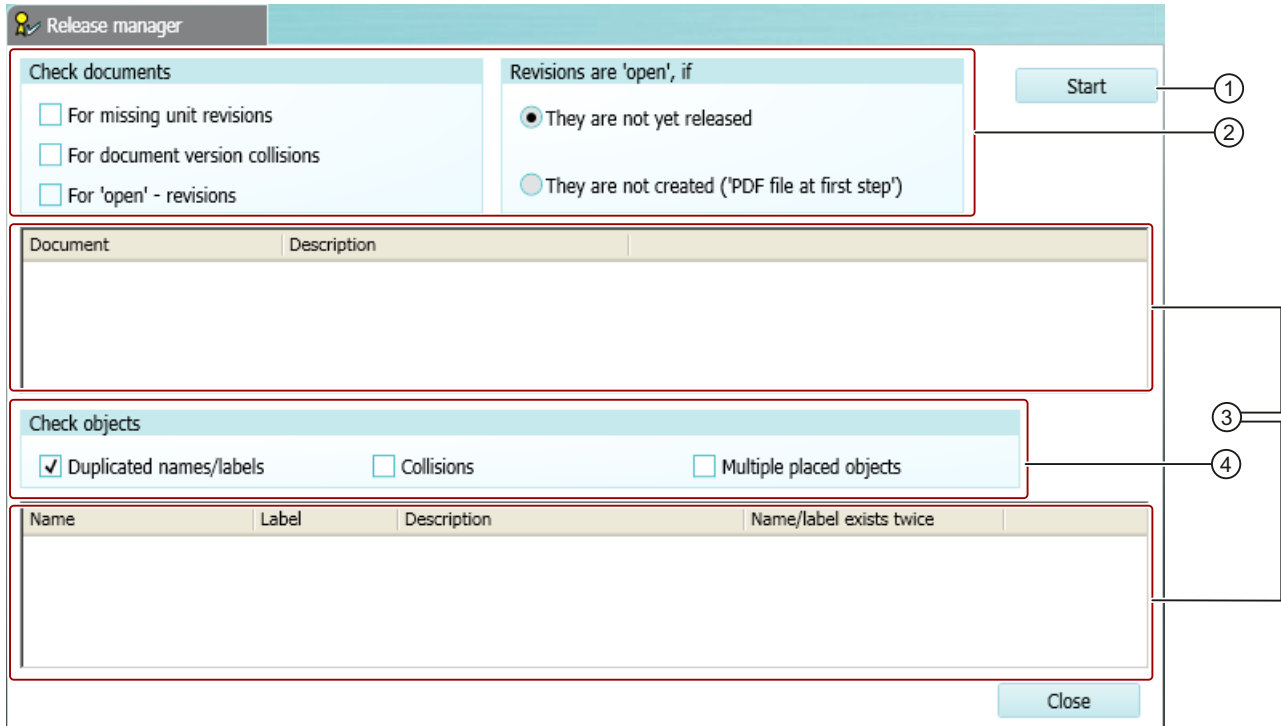 Release manager
Check documents
For missing unit revisions
For document version collisions
For 'open' - revisions
Revisions are 'open', if
They are not yet released
They are not created ('PDF file at first step')
Start
1
2
Document Description
3
Check objects
Duplicated names/labels Collisions Multiple placed objects
4
Name Label Description Name/label exists twice
Close